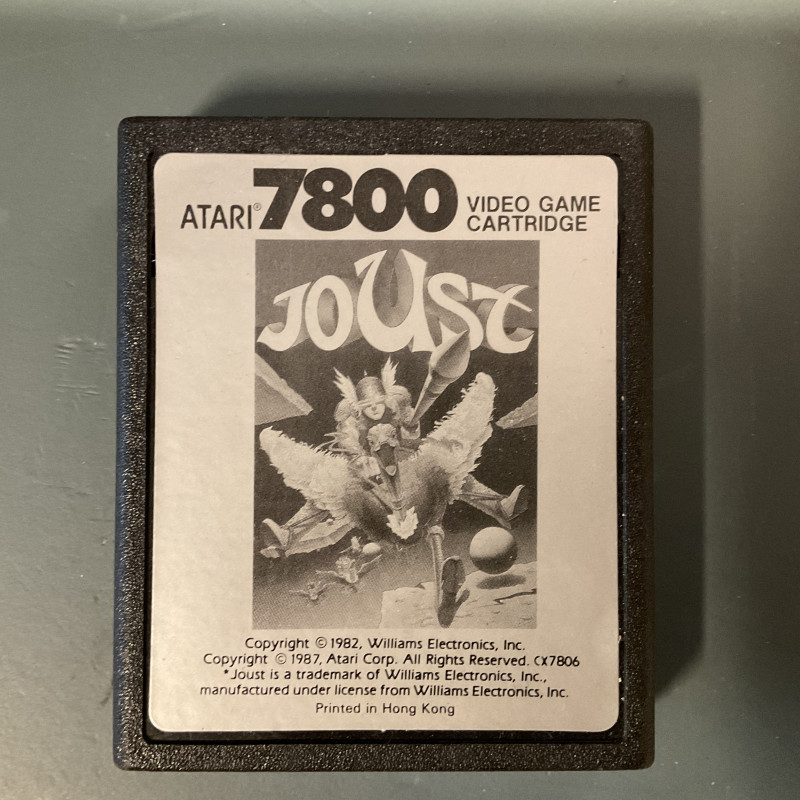 ATARI® 7800 VIDEO GAME
CARTRIDGE
JOUST
Copyright © 1982, Williams Electronics, Inc.
Copyright © 1987, Atari Corp. All Rights Reserved. CX7806
*Joust is a trademark of Williams Electronics, Inc.,
manufactured under license from Williams Electronics, Inc.
Printed in Hong Kong